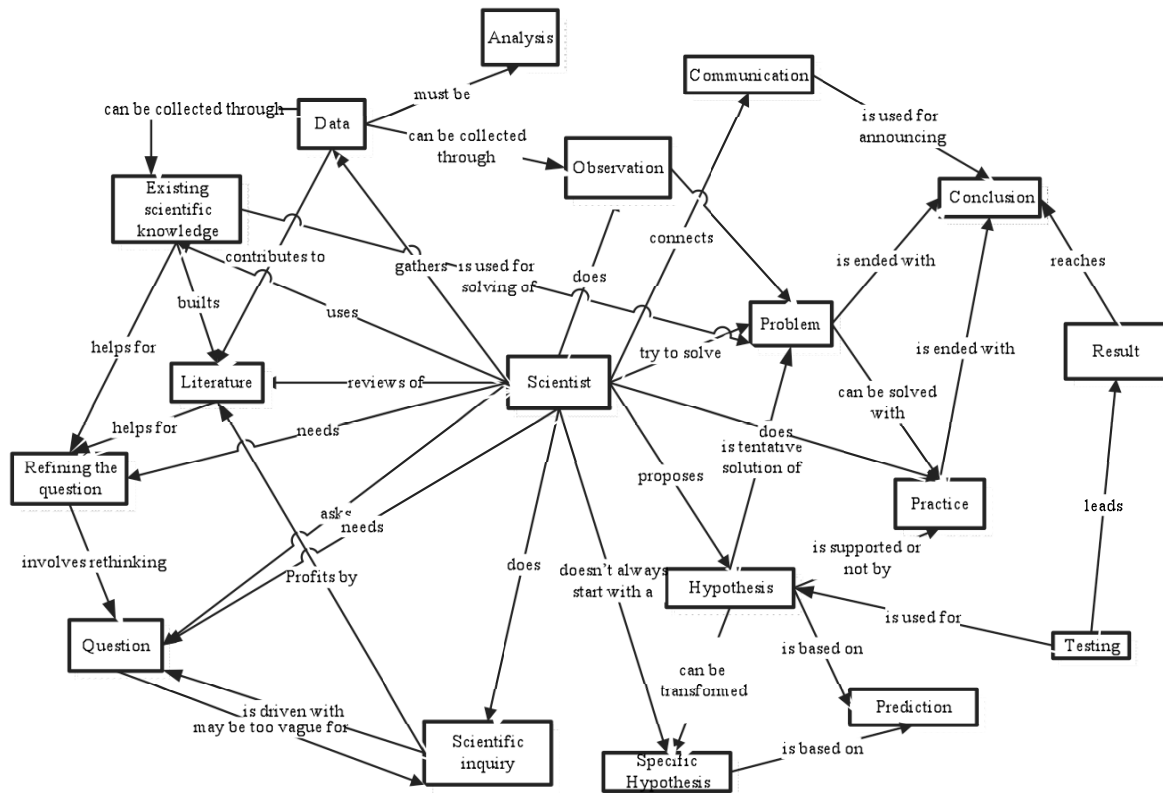 Analysis
Communication
can be collected through
must be
Data
is used for
announcing
can be collected
through
Observation
Existing
scientific
knowledge
Conclusion
connects
contributes to
gathers
is used for
solving of
does
is ended with
reaches
builts
uses
Problem
helps for
try to solve
is ended with
Result
Literature
reviews of
Scientist
can be solved
with
helps for
needs
does
is tentative
solution of
Refining the
question
proposes
Practice
leads
asks
needs
is supported or
not by
involves rethinking
does
doesn't always
start with a
Hypothesis
Profits by
is used for
Question
Testing
is based on
can be
transformed
is driven with
may be too vague for
Prediction
Scientific
inquiry
is based on
Specific
Hypothesis